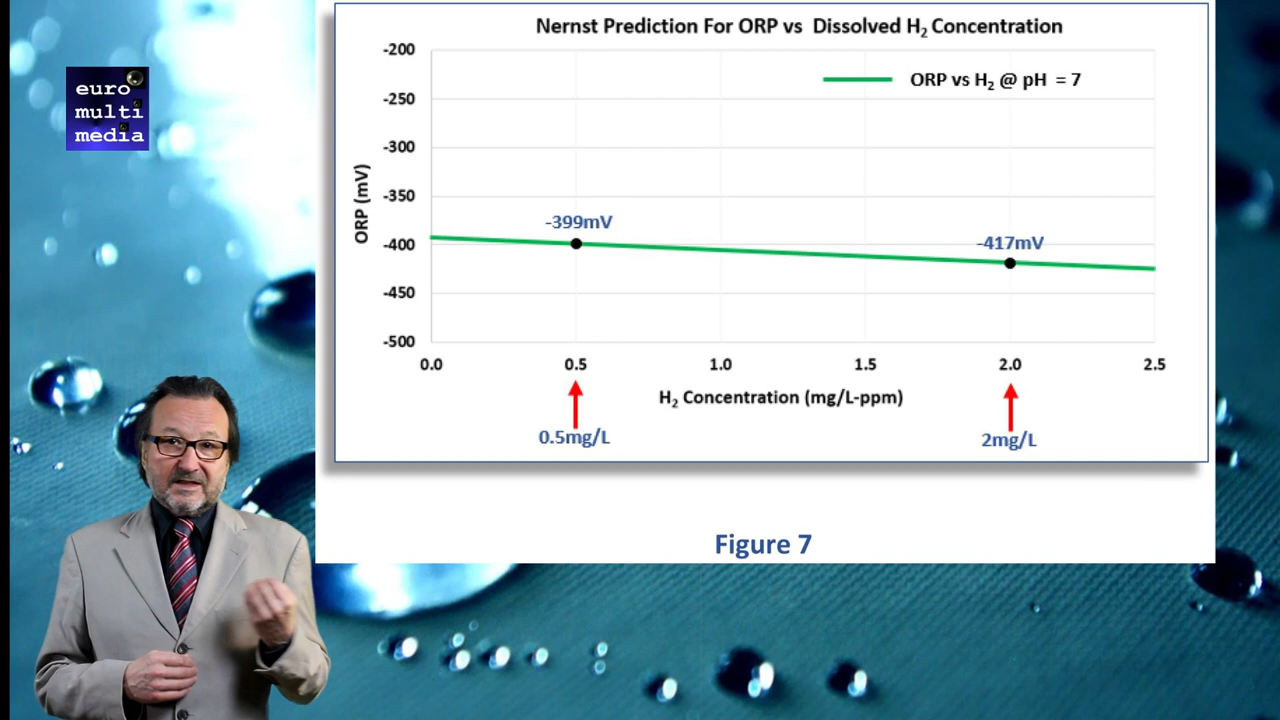 euro
multi
media
Nernst Prediction For ORP vs Dissolved H₂ Concentration
ORP vs H₂ @ pH = 7
ORP (mV)
-200
-250
-300
-350
-400
-450
-500
-399mV
-417mV
0.0 0.5 1.0 1.5 2.0 2.5
H₂ Concentration (mg/L-ppm)
0.5mg/L 2mg/L
Figure 7